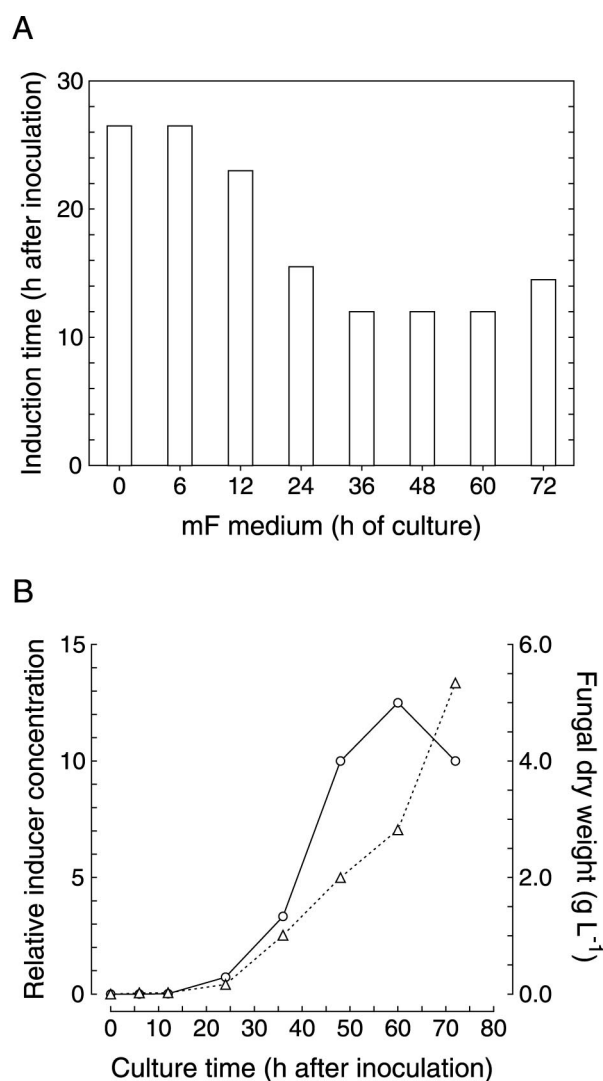 A
Induction time (h after inoculation)
30
20
10
0
0 6 12 24 36 48 60 72
mF medium (h of culture)
B
Relative inducer concentration
15
10
5
0
6.0
4.0
2.0
0.0
Fungal dry weight (g L⁻¹)
0 10 20 30 40 50 60 70 80
Culture time (h after inoculation)